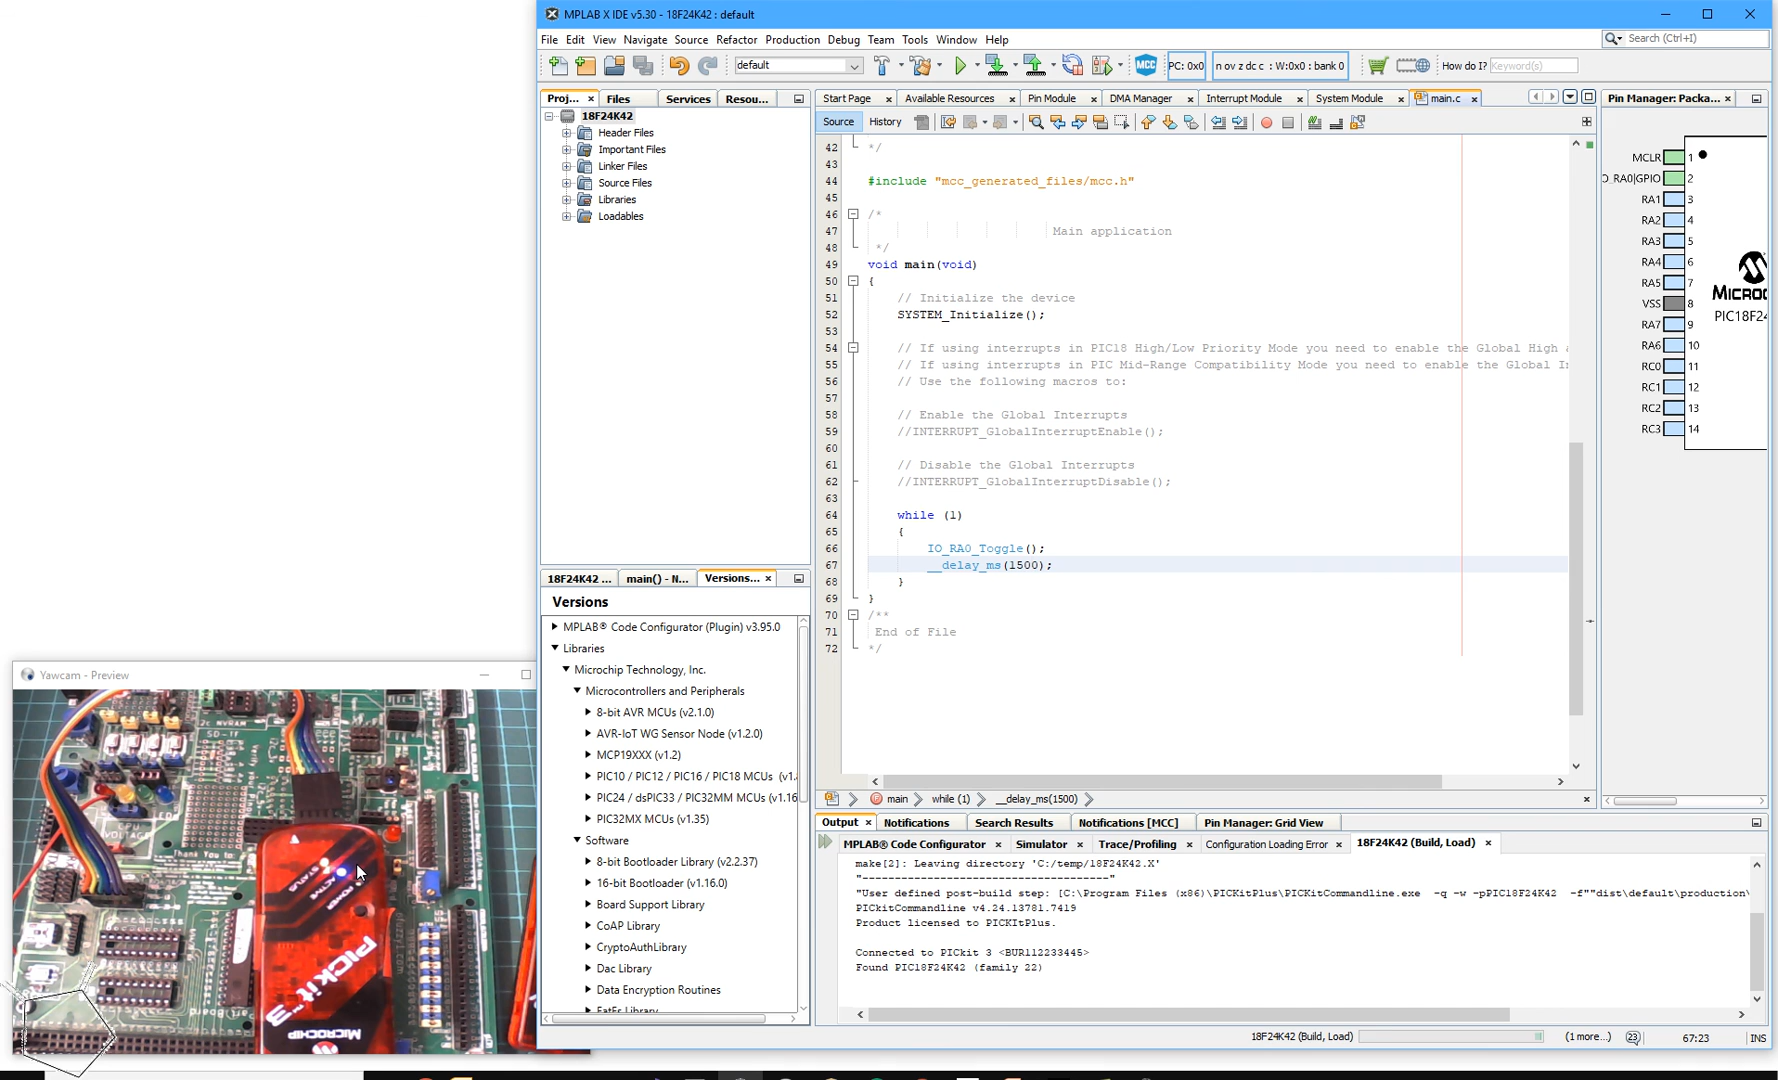 MPLAB X IDE v5.30 - 18F24K42 : default
File Edit View Navigate Source Refactor Production Debug Team Tools Window Help
Search (Ctrl+I)
default
MCC
PC: 0x0
n ov z dc c : W:0x0 : bank 0
How do I?
Keyword(s)
Proj... Files Services Resou...
18F24K42
Header Files
Important Files
Linker Files
Source Files
Libraries
Loadables
Start Page Available Resources Pin Module DMA Manager Interrupt Module System Module main.c
Source History
42 */
43
44 #include "mcc_generated_files/mcc.h"
45
46 /*
47 Main application
48 */
49 void main(void)
50 {
51 // Initialize the device
52 SYSTEM_Initialize();
53
54 // If using interrupts in PIC18 High/Low Priority Mode you need to enable the Global High
55 // If using interrupts in PIC Mid-Range Compatibility Mode you need to enable the Global
56 // Use the following macros to:
57
58 // Enable the Global Interrupts
59 //INTERRUPT_GlobalInterruptEnable();
60
61 // Disable the Global Interrupts
62 //INTERRUPT_GlobalInterruptDisable();
63
64 while (1)
65 {
66 IO_RA0_Toggle();
67 __delay_ms(1500);
68 }
69 }
70 /**
71 End of File
72 */
main while (1) __delay_ms(1500)
Pin Manager: Packa...
MCLR 1
O_RA0|GPIO 2
RA1 3
RA2 4
RA3 5
RA4 6
RA5 7
VSS 8
RA7 9
RA6 10
RC0 11
RC1 12
RC2 13
RC3 14
MICROC
PIC18F24
18F24K42 ... main() - N... Versions...
Versions
MPLAB® Code Configurator (Plugin) v3.95.0
Libraries
Microchip Technology, Inc.
Microcontrollers and Peripherals
8-bit AVR MCUs (v2.1.0)
AVR-IoT WG Sensor Node (v1.2.0)
MCP19XXX (v1.2)
PIC10 / PIC12 / PIC16 / PIC18 MCUs (v1.
PIC24 / dsPIC33 / PIC32MM MCUs (v1.16
PIC32MX MCUs (v1.35)
Software
8-bit Bootloader Library (v2.2.37)
16-bit Bootloader (v1.16.0)
Board Support Library
CoAP Library
CryptoAuthLibrary
Dac Library
Data Encryption Routines
FatFs Library
Output Notifications Search Results Notifications [MCC] Pin Manager: Grid View
MPLAB® Code Configurator Simulator Trace/Profiling Configuration Loading Error 18F24K42 (Build, Load)
make[2]: Leaving directory 'C:/temp/18F24K42.X'
"-------------------------------------"
"User defined post-build step: [C:\Program Files (x86)\PICKitPlus\PICKitCommandline.exe -q -w -pPIC18F24K42 -f""dist\default\production\
PICkitCommandline v4.24.13781.7419
Product licensed to PICKItPlus.
Connected to PICkit 3 <BUR112233445>
Found PIC18F24K42 (family 22)
18F24K42 (Build, Load)
(1 more...)
23
67:23
INS
Yawcam - Preview
CPU
VOLTAGE
Thank You to:
STATUS
ACTIVE
POWER
PICkit 3
MICROCHIP